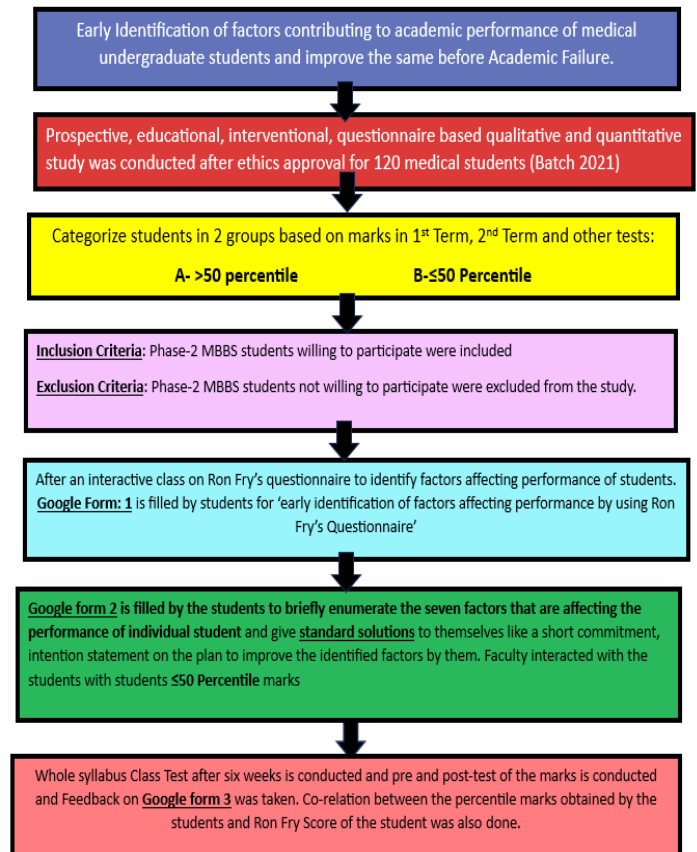 Early Identification of factors contributing to academic performance of medical
undergraduate students and improve the same before Academic Failure.
Prospective, educational, interventional, questionnaire based qualitative and quantitative
study was conducted after ethics approval for 120 medical students (Batch 2021)
Categorize students in 2 groups based on marks in 1st Term, 2nd Term and other tests:
A- >50 percentile B-≤50 Percentile
Inclusion Criteria: Phase-2 MBBS students willing to participate were included
Exclusion Criteria: Phase-2 MBBS students not willing to participate were excluded from the study.
After an interactive class on Ron Fry's questionnaire to identify factors affecting performance of students.
Google Form: 1 is filled by students for 'early identification of factors affecting performance by using Ron
Fry's Questionnaire'
Google form 2 is filled by the students to briefly enumerate the seven factors that are affecting the
performance of individual student and give standard solutions to themselves like a short commitment,
intention statement on the plan to improve the identified factors by them. Faculty interacted with the
students with students ≤50 Percentile marks
Whole syllabus Class Test after six weeks is conducted and pre and post-test of the marks is conducted
and Feedback on Google form 3 was taken. Co-relation between the percentile marks obtained by the
students and Ron Fry Score of the student was also done.